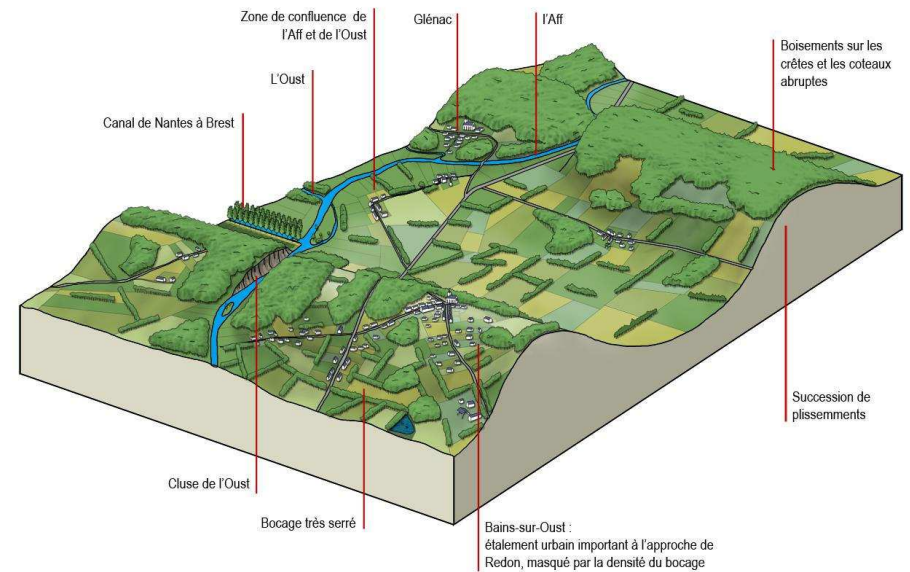 Zone de confluence de
l'Aff et de l'Oust
Glénac
l'Aff
Boisements sur les
crêtes et les coteaux
abruptes
L'Oust
Canal de Nantes à Brest
Succession de
plissemments
Cluse de l'Oust
Bocage très serré
Bains-sur-Oust :
étalement urbain important à l'approche de
Redon, masqué par la densité du bocage